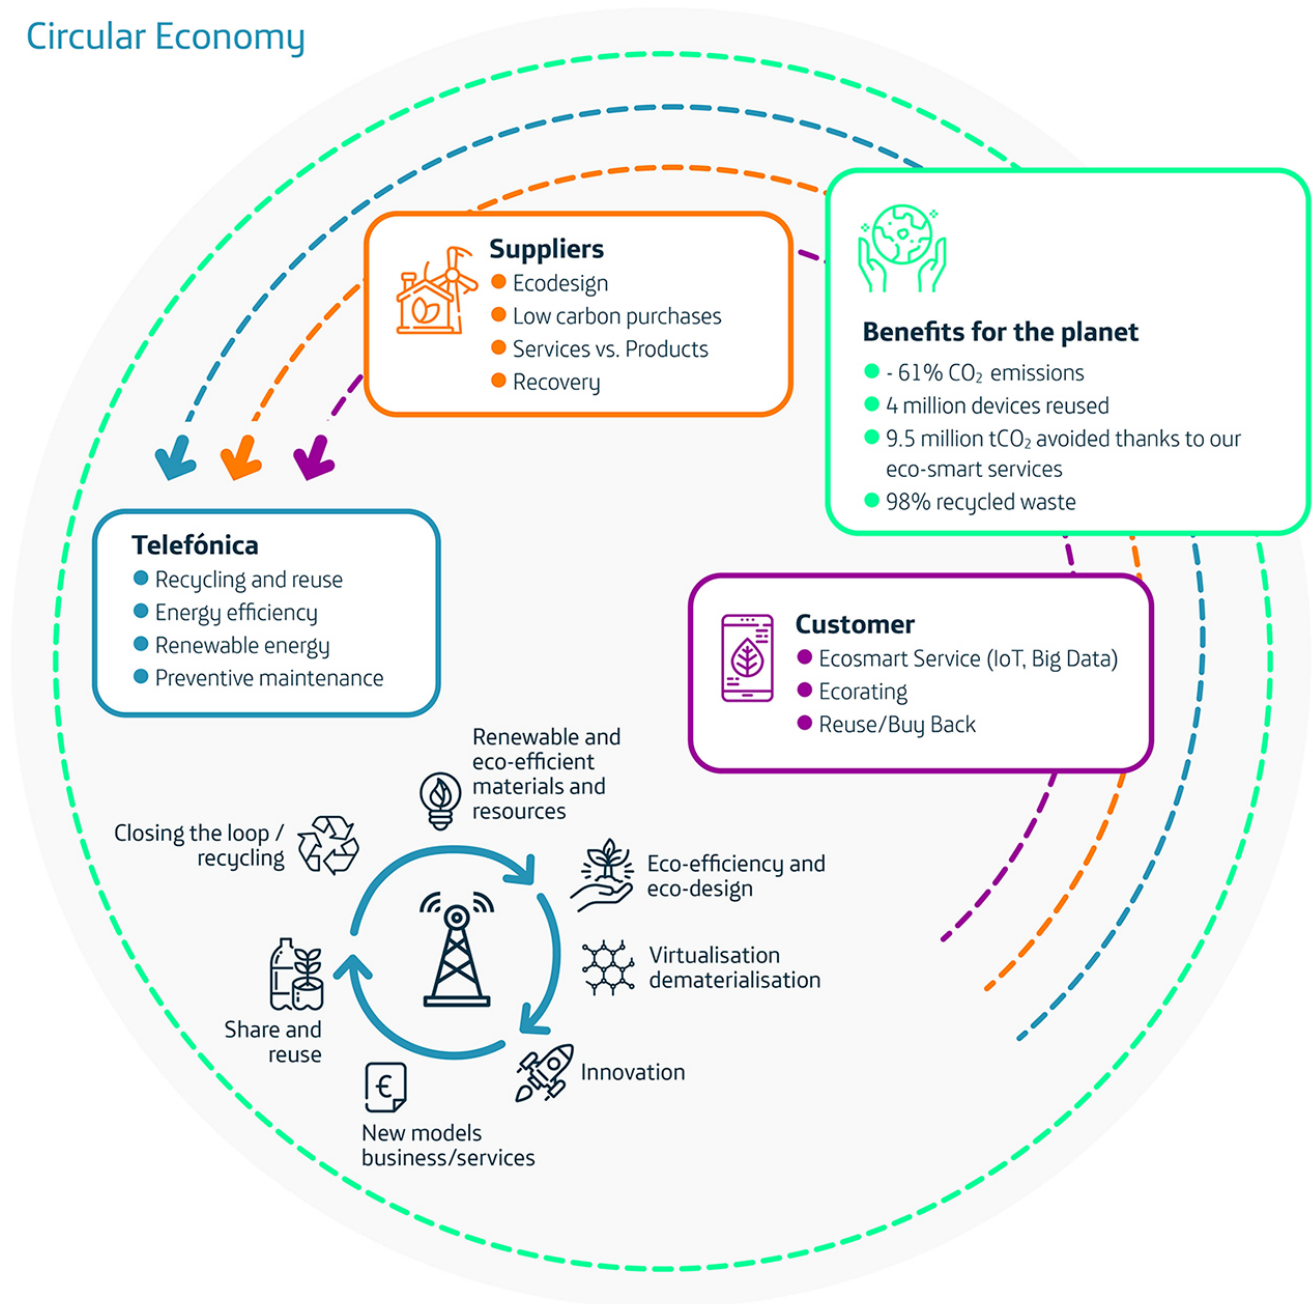 Circular Economy
Suppliers
Ecodesign
Low carbon purchases
Services vs. Products
Recovery
Benefits for the planet
- 61% CO₂ emissions
4 million devices reused
9.5 million tCO₂ avoided thanks to our
eco-smart services
98% recycled waste
Telefónica
Recycling and reuse
Energy efficiency
Renewable energy
Preventive maintenance
Customer
Ecosmart Service (IoT, Big Data)
Ecorating
Reuse/Buy Back
Renewable and
eco-efficient
materials and
resources
Closing the loop /
recycling
Eco-efficiency and
eco-design
Virtualisation
dematerialisation
Share and
reuse
Innovation
€
New models
business/services